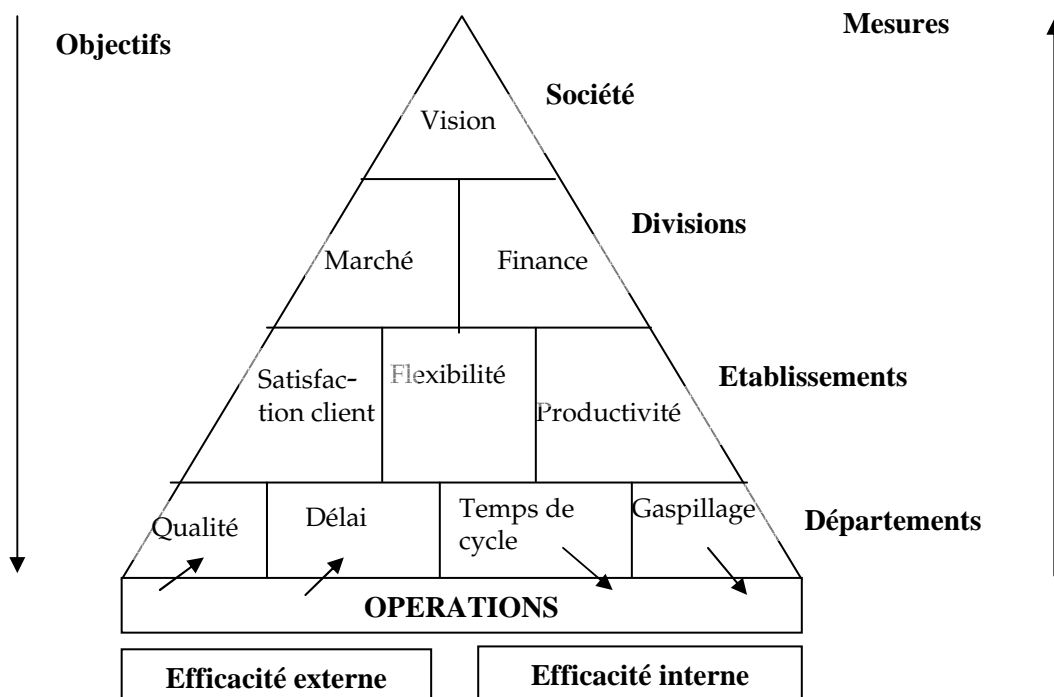 Objectifs
Mesures
Société
Vision
Divisions
Marché
Finance
Etablissements
Satisfac-
tion client
Flexibilité
Productivité
Départements
Qualité
Délai
Temps de
cycle
Gaspillage
OPERATIONS
Efficacité externe
Efficacité interne